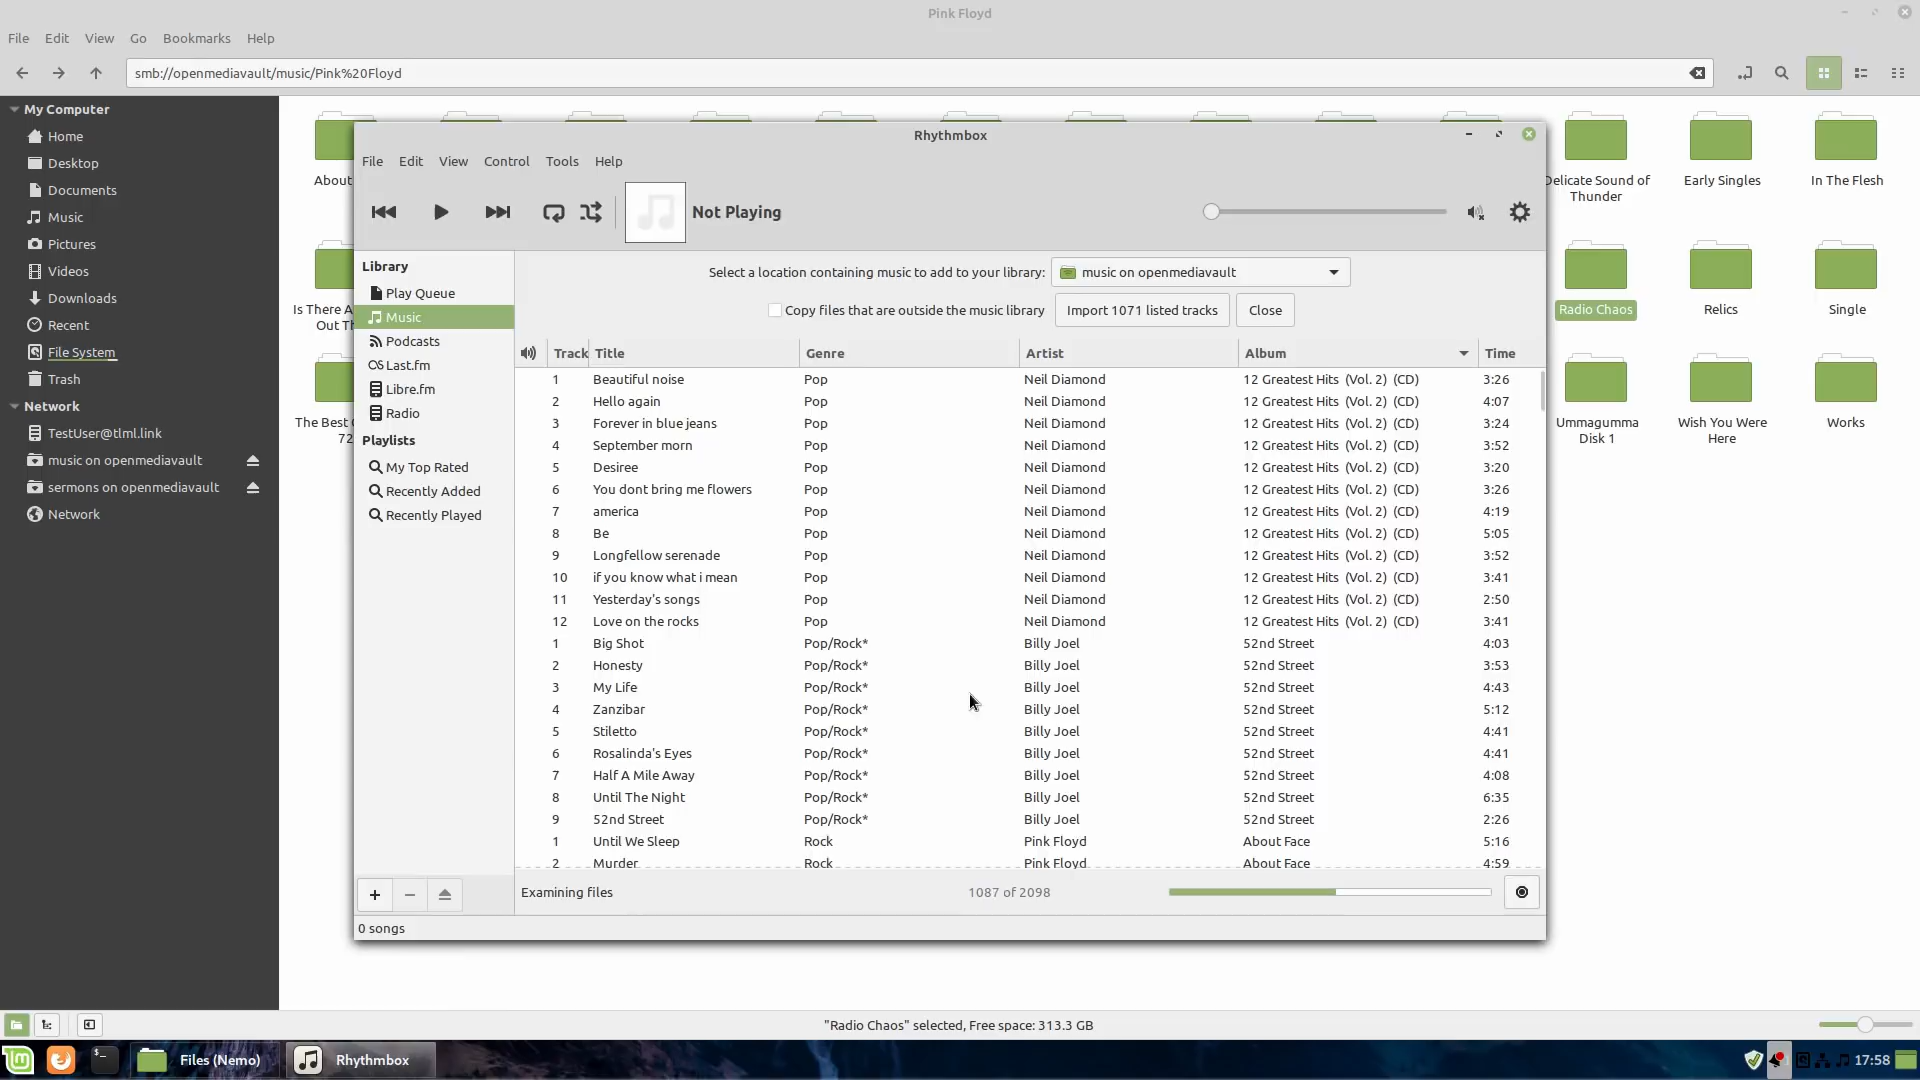 Pink Floyd
File Edit View Go Bookmarks Help
smb://openmediavault/music/Pink%20Floyd
My Computer
Home
Desktop
Documents
Music
Pictures
Videos
Downloads
Recent
File System
Trash
Network
TestUser@tlml.link
music on openmediavault
sermons on openmediavault
Network
About
Is There A
Out Th
The Best O
72
Delicate Sound of
Thunder
Early Singles
In The Flesh
Radio Chaos
Relics
Single
Ummagumma
Disk 1
Wish You Were
Here
Works
Rhythmbox
File Edit View Control Tools Help
Not Playing
Library
Play Queue
Music
Podcasts
Last.fm
Libre.fm
Radio
Playlists
My Top Rated
Recently Added
Recently Played
Select a location containing music to add to your library: music on openmediavault
Copy files that are outside the music library Import 1071 listed tracks Close
Track Title Genre Artist Album Time
1 Beautiful noise Pop Neil Diamond 12 Greatest Hits (Vol. 2) (CD) 3:26
2 Hello again Pop Neil Diamond 12 Greatest Hits (Vol. 2) (CD) 4:07
3 Forever in blue jeans Pop Neil Diamond 12 Greatest Hits (Vol. 2) (CD) 3:24
4 September morn Pop Neil Diamond 12 Greatest Hits (Vol. 2) (CD) 3:52
5 Desiree Pop Neil Diamond 12 Greatest Hits (Vol. 2) (CD) 3:20
6 You dont bring me flowers Pop Neil Diamond 12 Greatest Hits (Vol. 2) (CD) 3:26
7 america Pop Neil Diamond 12 Greatest Hits (Vol. 2) (CD) 4:19
8 Be Pop Neil Diamond 12 Greatest Hits (Vol. 2) (CD) 5:05
9 Longfellow serenade Pop Neil Diamond 12 Greatest Hits (Vol. 2) (CD) 3:52
10 if you know what i mean Pop Neil Diamond 12 Greatest Hits (Vol. 2) (CD) 3:41
11 Yesterday's songs Pop Neil Diamond 12 Greatest Hits (Vol. 2) (CD) 2:50
12 Love on the rocks Pop Neil Diamond 12 Greatest Hits (Vol. 2) (CD) 3:41
1 Big Shot Pop/Rock* Billy Joel 52nd Street 4:03
2 Honesty Pop/Rock* Billy Joel 52nd Street 3:53
3 My Life Pop/Rock* Billy Joel 52nd Street 4:43
4 Zanzibar Pop/Rock* Billy Joel 52nd Street 5:12
5 Stiletto Pop/Rock* Billy Joel 52nd Street 4:41
6 Rosalinda's Eyes Pop/Rock* Billy Joel 52nd Street 4:41
7 Half A Mile Away Pop/Rock* Billy Joel 52nd Street 4:08
8 Until The Night Pop/Rock* Billy Joel 52nd Street 6:35
9 52nd Street Pop/Rock* Billy Joel 52nd Street 2:26
1 Until We Sleep Rock Pink Floyd About Face 5:16
2 Murder Rock Pink Floyd About Face 4:59
Examining files 1087 of 2098
0 songs
"Radio Chaos" selected, Free space: 313.3 GB
Files (Nemo) Rhythmbox 17:58